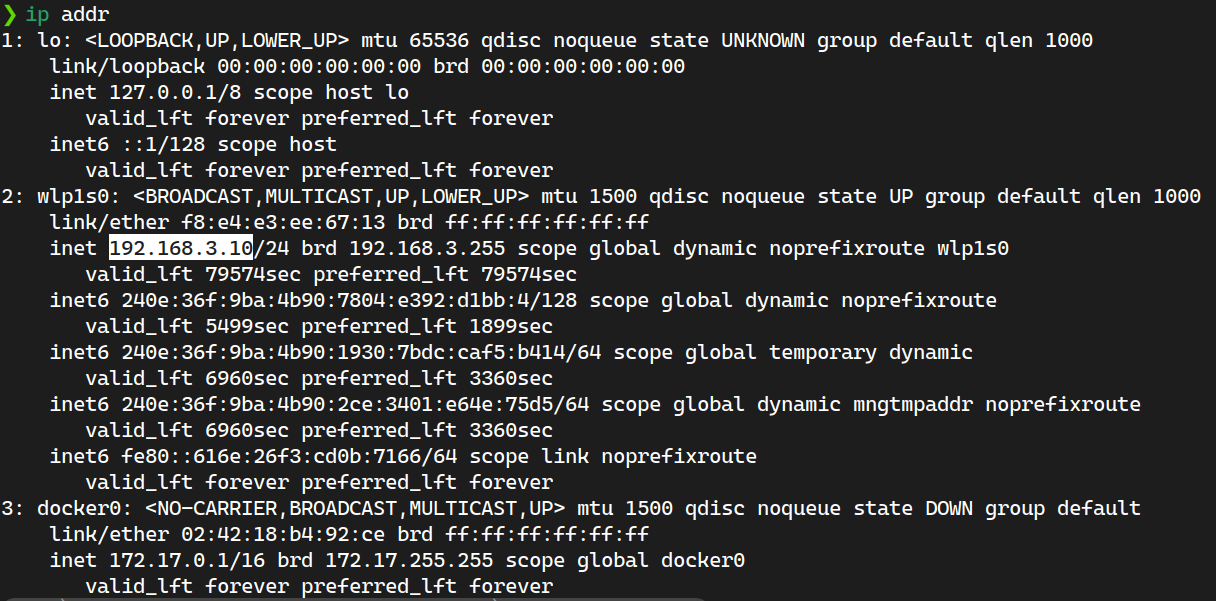 ❯ ip addr
1: lo: <LOOPBACK,UP,LOWER_UP> mtu 65536 qdisc noqueue state UNKNOWN group default qlen 1000
    link/loopback 00:00:00:00:00:00 brd 00:00:00:00:00:00
    inet 127.0.0.1/8 scope host lo
       valid_lft forever preferred_lft forever
    inet6 ::1/128 scope host
       valid_lft forever preferred_lft forever
2: wlp1s0: <BROADCAST,MULTICAST,UP,LOWER_UP> mtu 1500 qdisc noqueue state UP group default qlen 1000
    link/ether f8:e4:e3:ee:67:13 brd ff:ff:ff:ff:ff:ff
    inet 192.168.3.10/24 brd 192.168.3.255 scope global dynamic noprefixroute wlp1s0
       valid_lft 79574sec preferred_lft 79574sec
    inet6 240e:36f:9ba:4b90:7804:e392:d1bb:4/128 scope global dynamic noprefixroute
       valid_lft 5499sec preferred_lft 1899sec
    inet6 240e:36f:9ba:4b90:1930:7bdc:caf5:b414/64 scope global temporary dynamic
       valid_lft 6960sec preferred_lft 3360sec
    inet6 240e:36f:9ba:4b90:2ce:3401:e64e:75d5/64 scope global dynamic mngtmpaddr noprefixroute
       valid_lft 6960sec preferred_lft 3360sec
    inet6 fe80::616e:26f3:cd0b:7166/64 scope link noprefixroute
       valid_lft forever preferred_lft forever
3: docker0: <NO-CARRIER,BROADCAST,MULTICAST,UP> mtu 1500 qdisc noqueue state DOWN group default
    link/ether 02:42:18:b4:92:ce brd ff:ff:ff:ff:ff:ff
    inet 172.17.0.1/16 brd 172.17.255.255 scope global docker0
       valid_lft forever preferred_lft forever